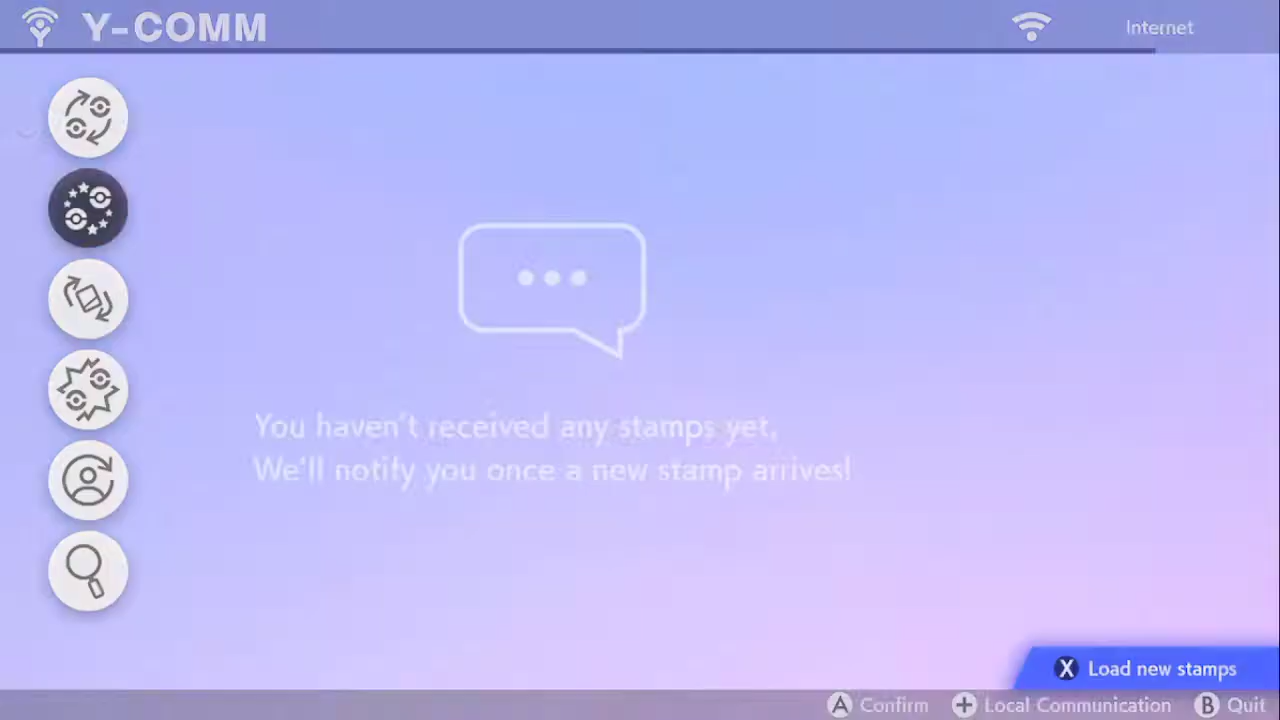 Y-COMM
Internet
You haven't received any stamps yet.
We'll notify you once a new stamp arrives!
X Load new stamps
A Confirm + Local Communication B Quit